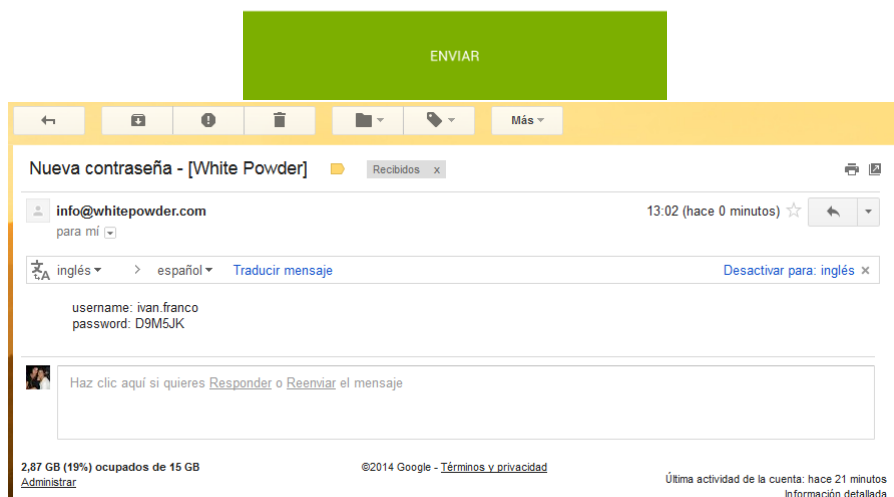 ENVIAR
Más
Nueva contraseña - [White Powder] Recibidos x
info@whitepowder.com 13:02 (hace 0 minutos)
para mí
inglés > español Traducir mensaje Desactivar para: inglés ×
username: ivan.franco
password: D9M5JK
Haz clic aquí si quieres Responder o Reenviar el mensaje
2,87 GB (19%) ocupados de 15 GB ©2014 Google - Términos y privacidad
Administrar Última actividad de la cuenta: hace 21 minutos
Información detallada